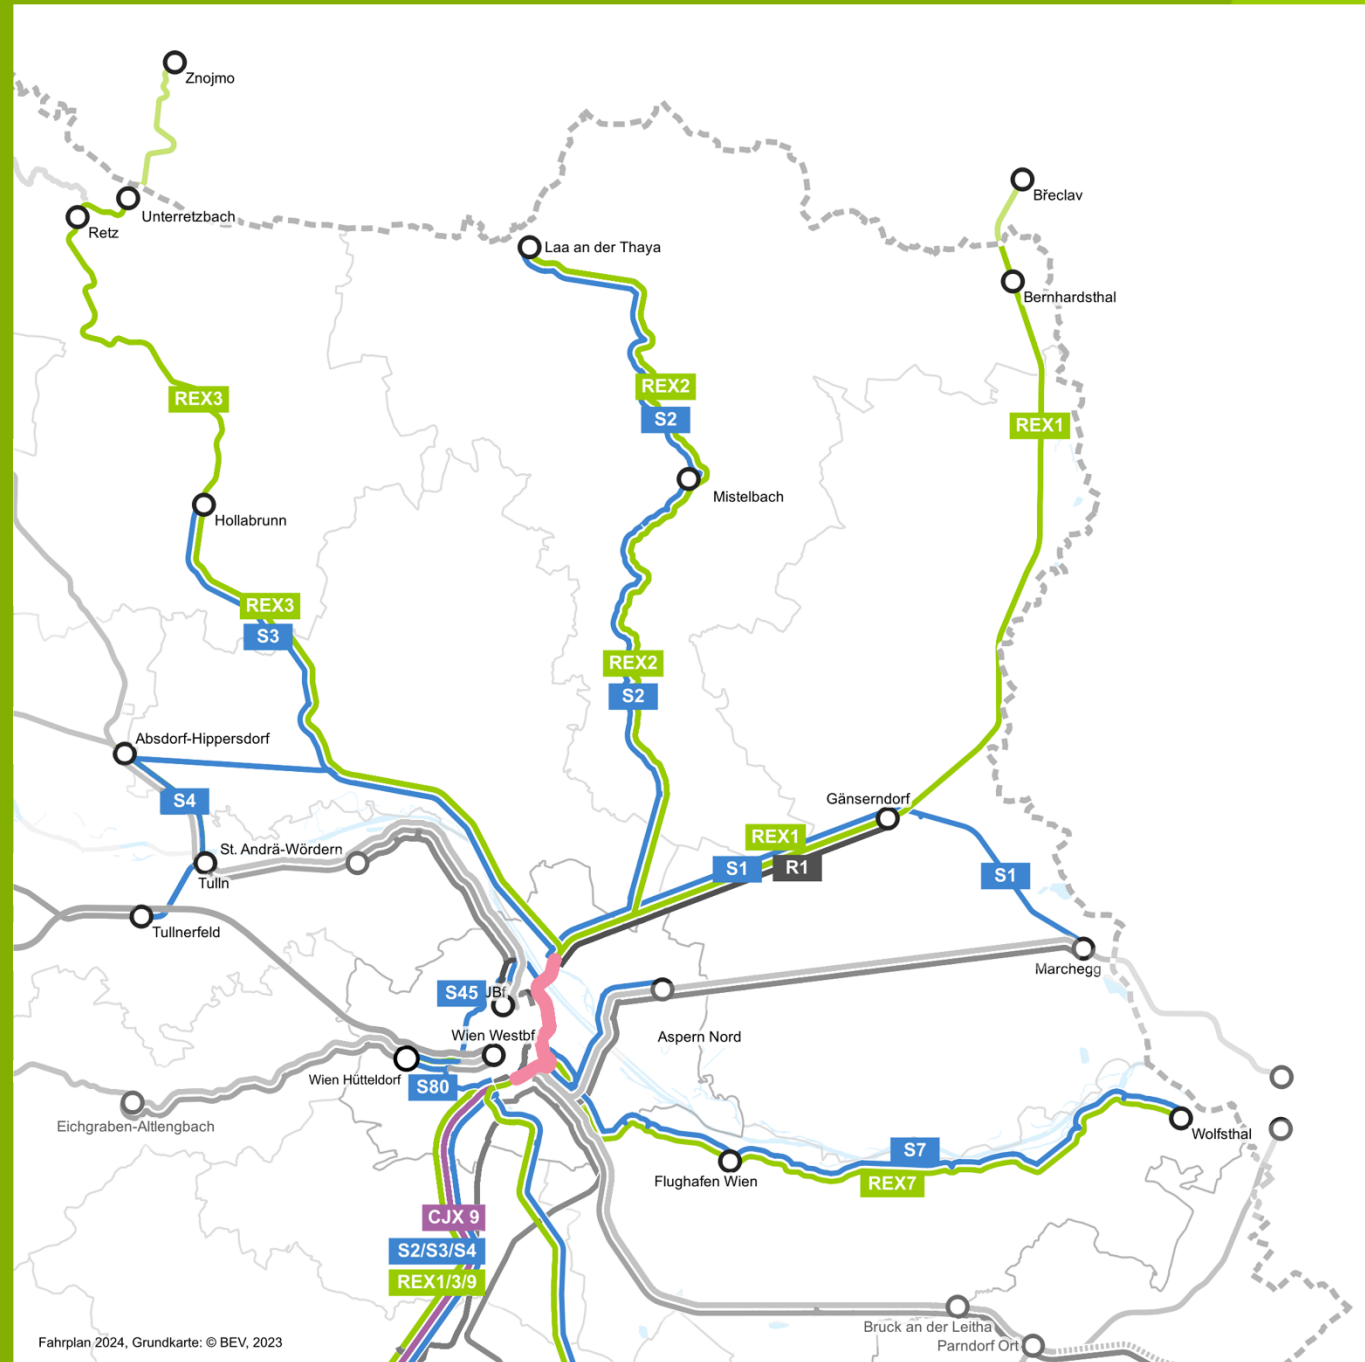 Znojmo
Břeclav
Unterretzbach
Retz
Laa an der Thaya
Bernhardsthal
REX2
REX3
S2
REX1
Mistelbach
Hollabrunn
REX3
S3
REX2
S2
Absdorf-Hippersdorf
S4
Gänserndorf
REX1
St. Andrä-Wördern
S1
R1
S1
Tulln
Tullnerfeld
Marchegg
S45
JBf
Wien Westbf
Aspern Nord
Wien Hütteldorf
S80
Eichgraben-Altlengbach
Wolfsthal
S7
Flughafen Wien
REX7
CJX 9
S2/S3/S4
REX1/3/9
Bruck an der Leitha
Parndorf Ort
Fahrplan 2024, Grundkarte: © BEV, 2023